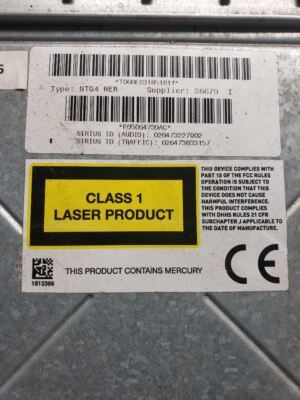 *T00BE23185181*
Type: NTG4 RER Supplier: 36670 I
*P05064739AC*
SIRIUS ID (AUDIO): 026473227002
SIRIUS ID (TRAFFIC): 026473633157
CLASS 1
LASER PRODUCT
THIS DEVICE COMPLIES WITH
PART 15 OF THE FCC RULES
OPERATION IS SUBJECT TO
THE CONDITION THAT THIS
DEVICE DOES NOT CAUSE
HARMFUL INTERFERENCE.
THIS PRODUCT COMPLIES
WITH DHHS RULES 21 CFR
SUBCHAPTER J APPLICABLE TO
THE DATE OF MANUFACTURE.
THIS PRODUCT CONTAINS MERCURY
CE
1813366